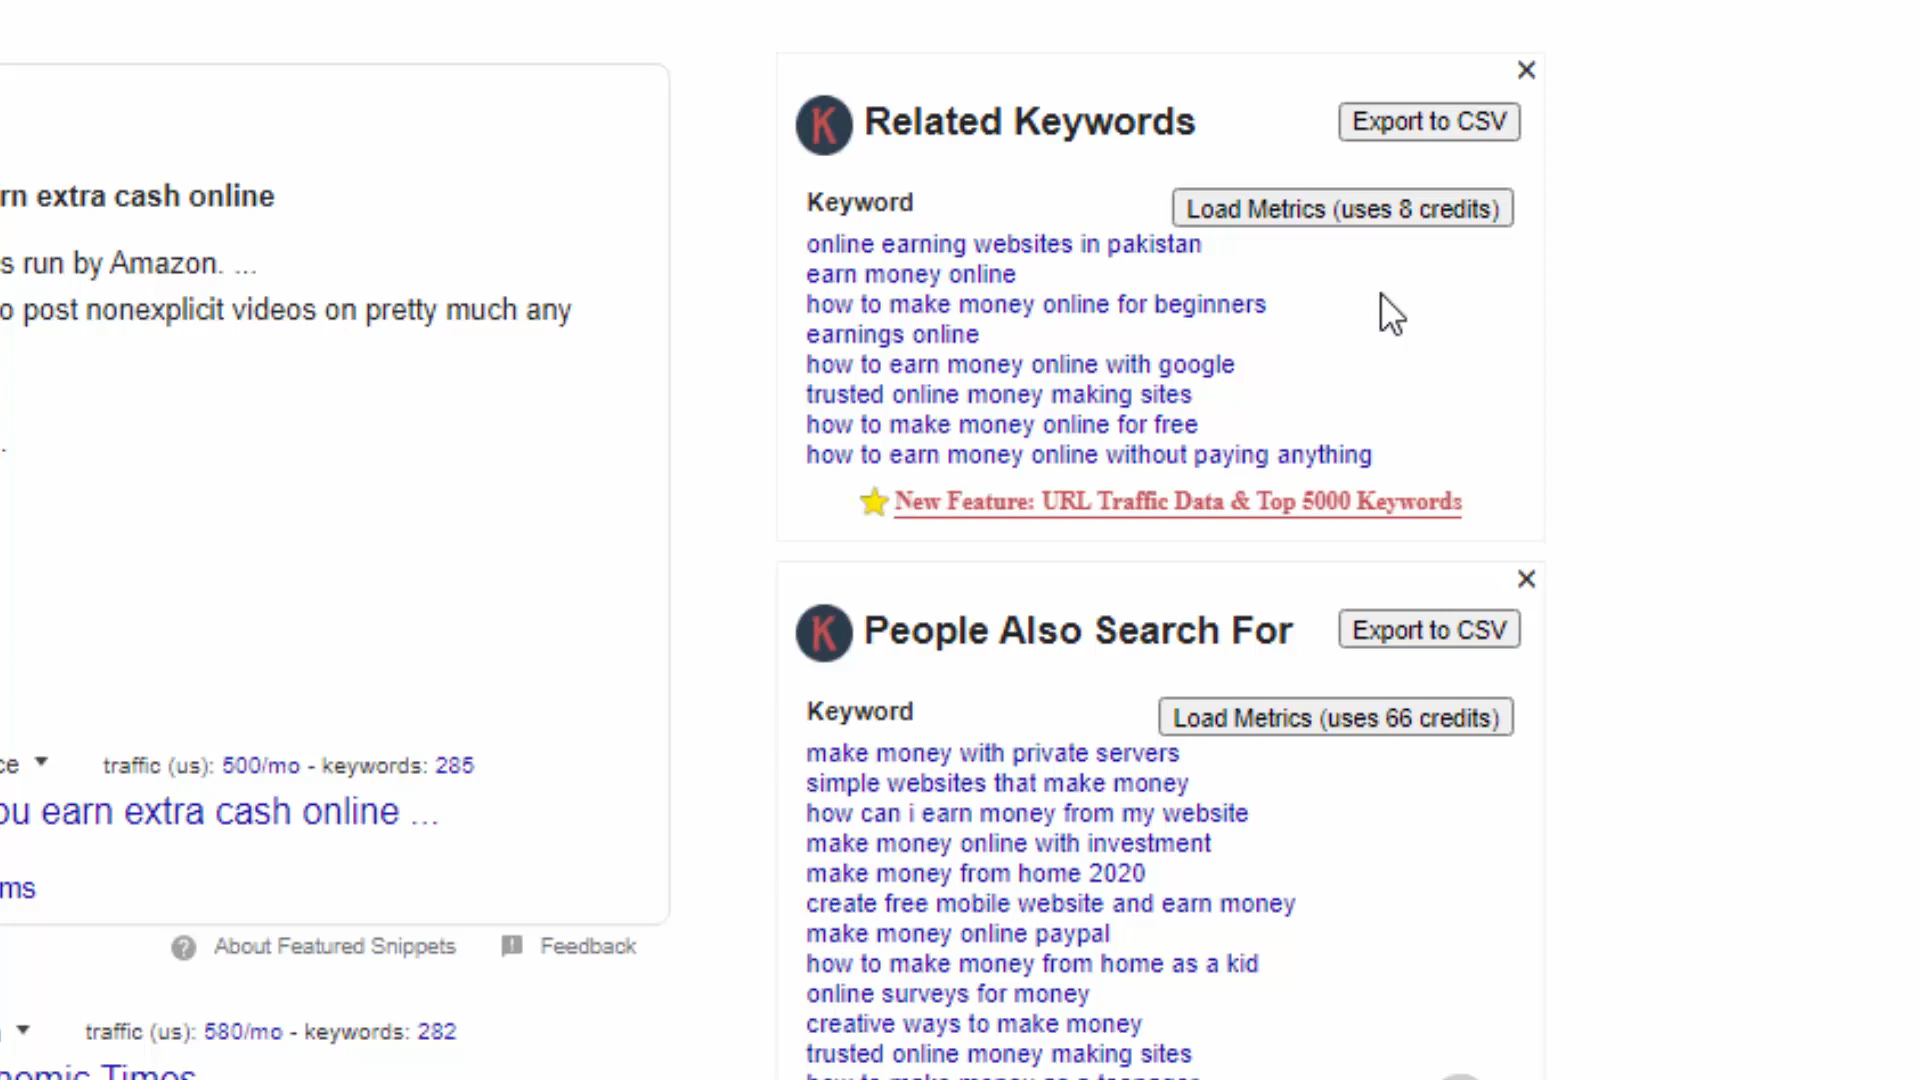 rn extra cash online
s run by Amazon. ...
o post nonexplicit videos on pretty much any
.
traffic (us): 500/mo - keywords: 285
ou earn extra cash online ...
ms
About Featured Snippets Feedback
traffic (us): 580/mo - keywords: 282
nomic Times
K Related Keywords Export to CSV
Keyword Load Metrics (uses 8 credits)
online earning websites in pakistan
earn money online
how to make money online for beginners
earnings online
how to earn money online with google
trusted online money making sites
how to make money online for free
how to earn money online without paying anything
New Feature: URL Traffic Data & Top 5000 Keywords
K People Also Search For Export to CSV
Keyword Load Metrics (uses 66 credits)
make money with private servers
simple websites that make money
how can i earn money from my website
make money online with investment
make money from home 2020
create free mobile website and earn money
make money online paypal
how to make money from home as a kid
online surveys for money
creative ways to make money
trusted online money making sites
how to make money as a teenager